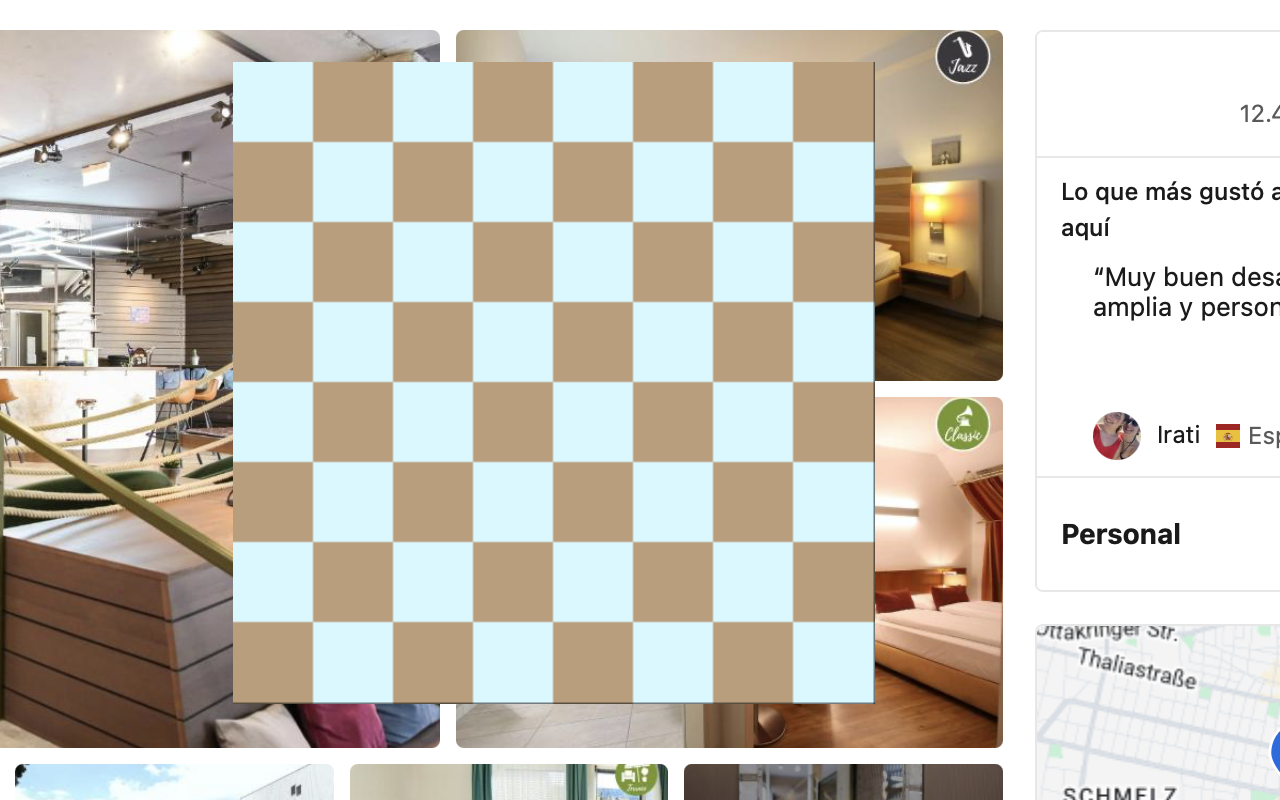 Jazz
12.4
Lo que más gustó a
aquí
“Muy buen desa
amplia y person
Irati Esp
Classic
Personal
Ottakringer Str.
Thaliastraße
SCHMELZ